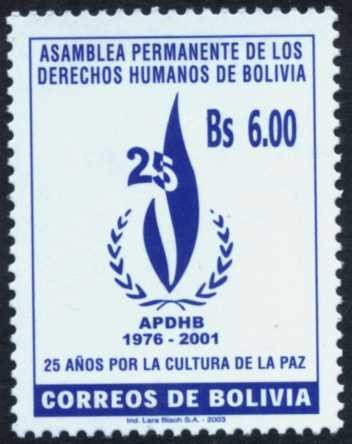 ASAMBLEA PERMANENTE DE LOS
DERECHOS HUMANOS DE BOLIVIA
Bs 6.00
25
APDHB
1976 - 2001
25 AÑOS POR LA CULTURA DE LA PAZ
CORREOS DE BOLIVIA
Ind. Lara Bisch S.A. - 2003